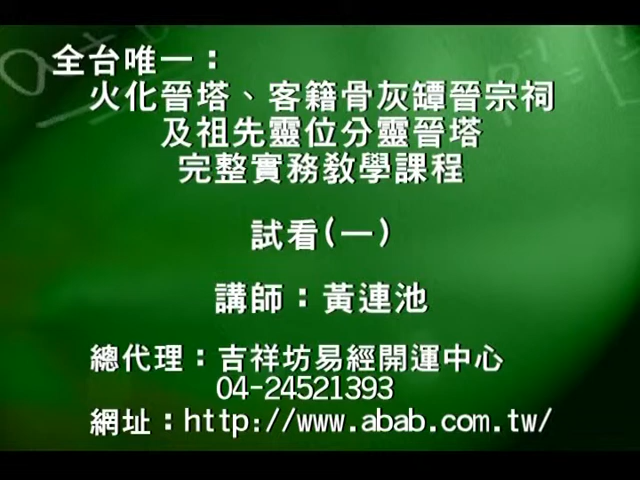 全台唯一：
火化晉塔、客籍骨灰罈晉宗祠
及祖先靈位分靈晉塔
完整實務教學課程
試看(一)
講師：黃連池
總代理：吉祥坊易經開運中心
04-24521393
網址：http://www.abab.com.tw/